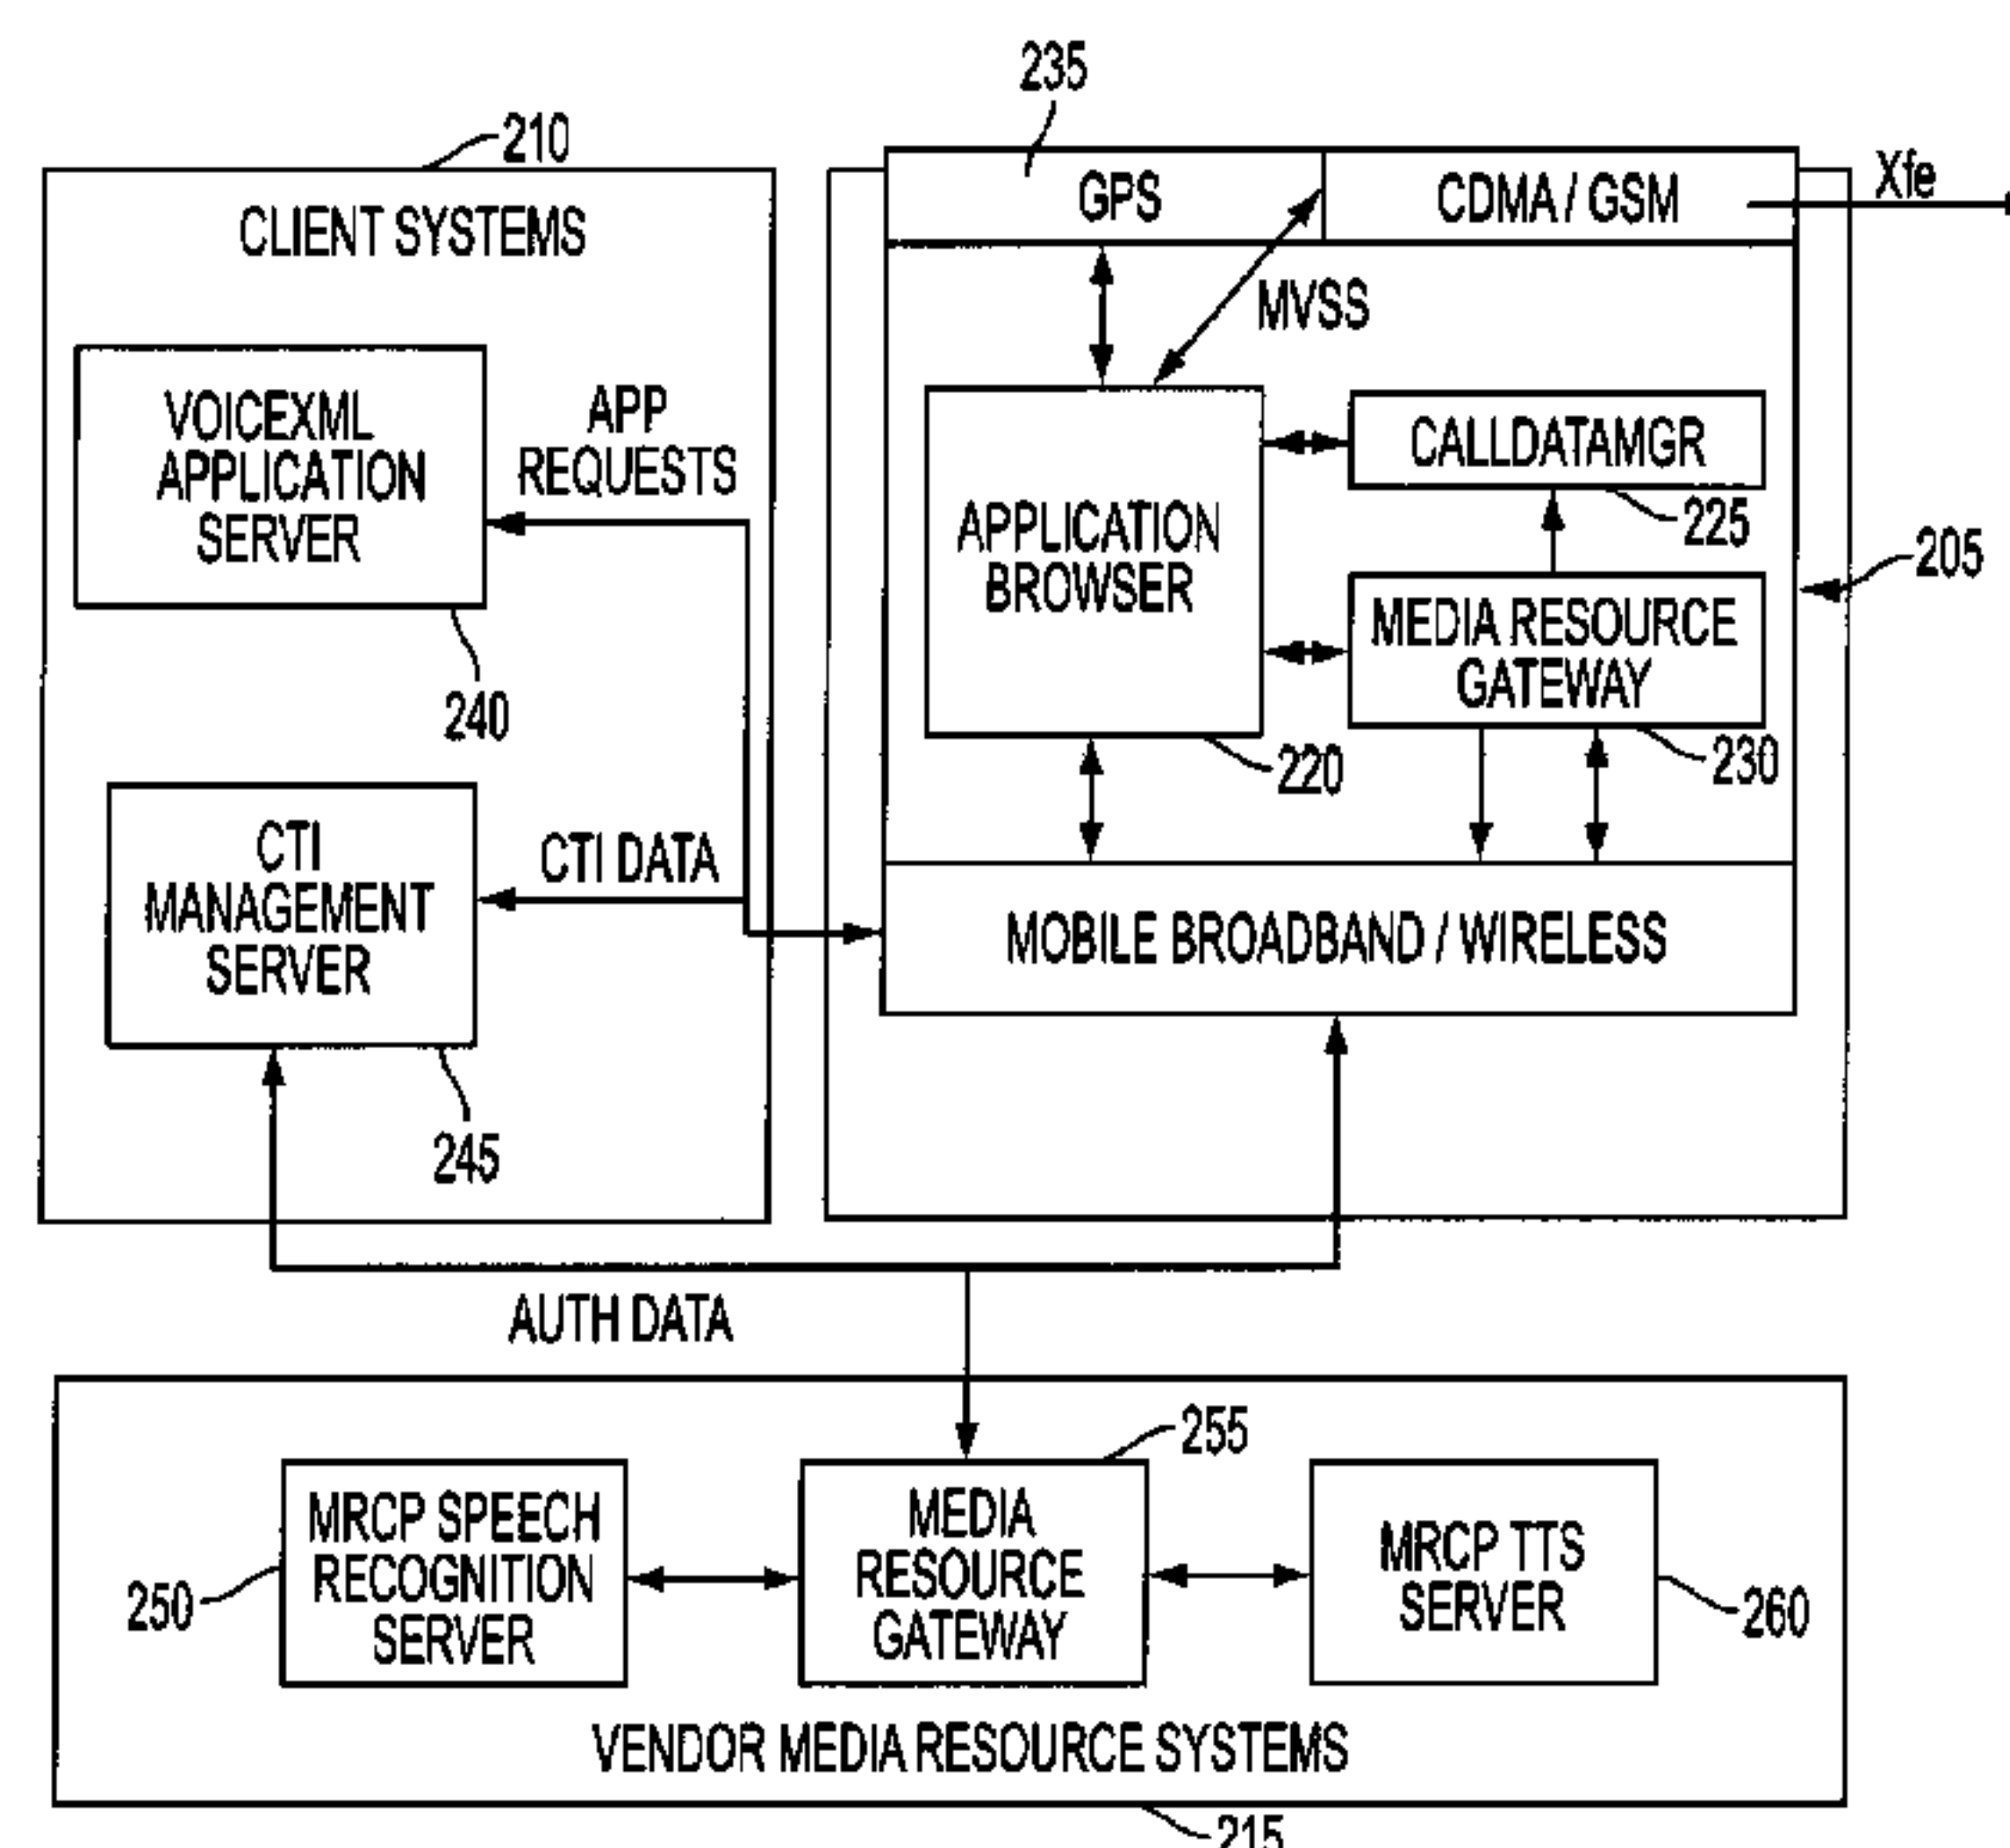 235
210
CLIENT SYSTEMS
GPS
CDMA / GSM
Xfe
MVSS
VOICEXML
APPLICATION
SERVER
240
APP
REQUESTS
APPLICATION
BROWSER
220
CALLDATAMGR
225
205
MEDIA RESOURCE
GATEWAY
230
CTI
MANAGEMENT
SERVER
245
CTI DATA
MOBILE BROADBAND / WIRELESS
AUTH DATA
255
MRCP SPEECH
RECOGNITION
SERVER
250
MEDIA
RESOURCE
GATEWAY
MRCP TTS
SERVER
260
VENDOR MEDIA RESOURCE SYSTEMS
215